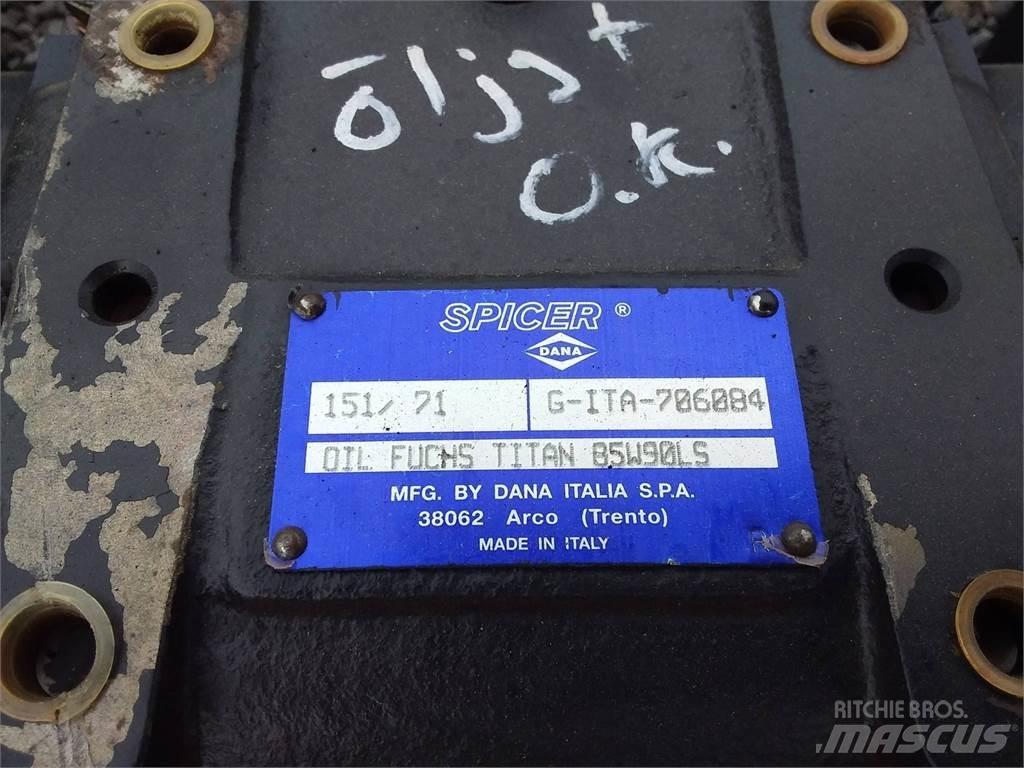 Õljst
O.K.
SPICER ®
DANA
151/ 71 G-ITA-706084
OIL FUCHS TITAN 85W90LS
MFG. BY DANA ITALIA S.P.A.
38062 Arco (Trento)
MADE IN ITALY
RITCHIE BROS.
MASCUS